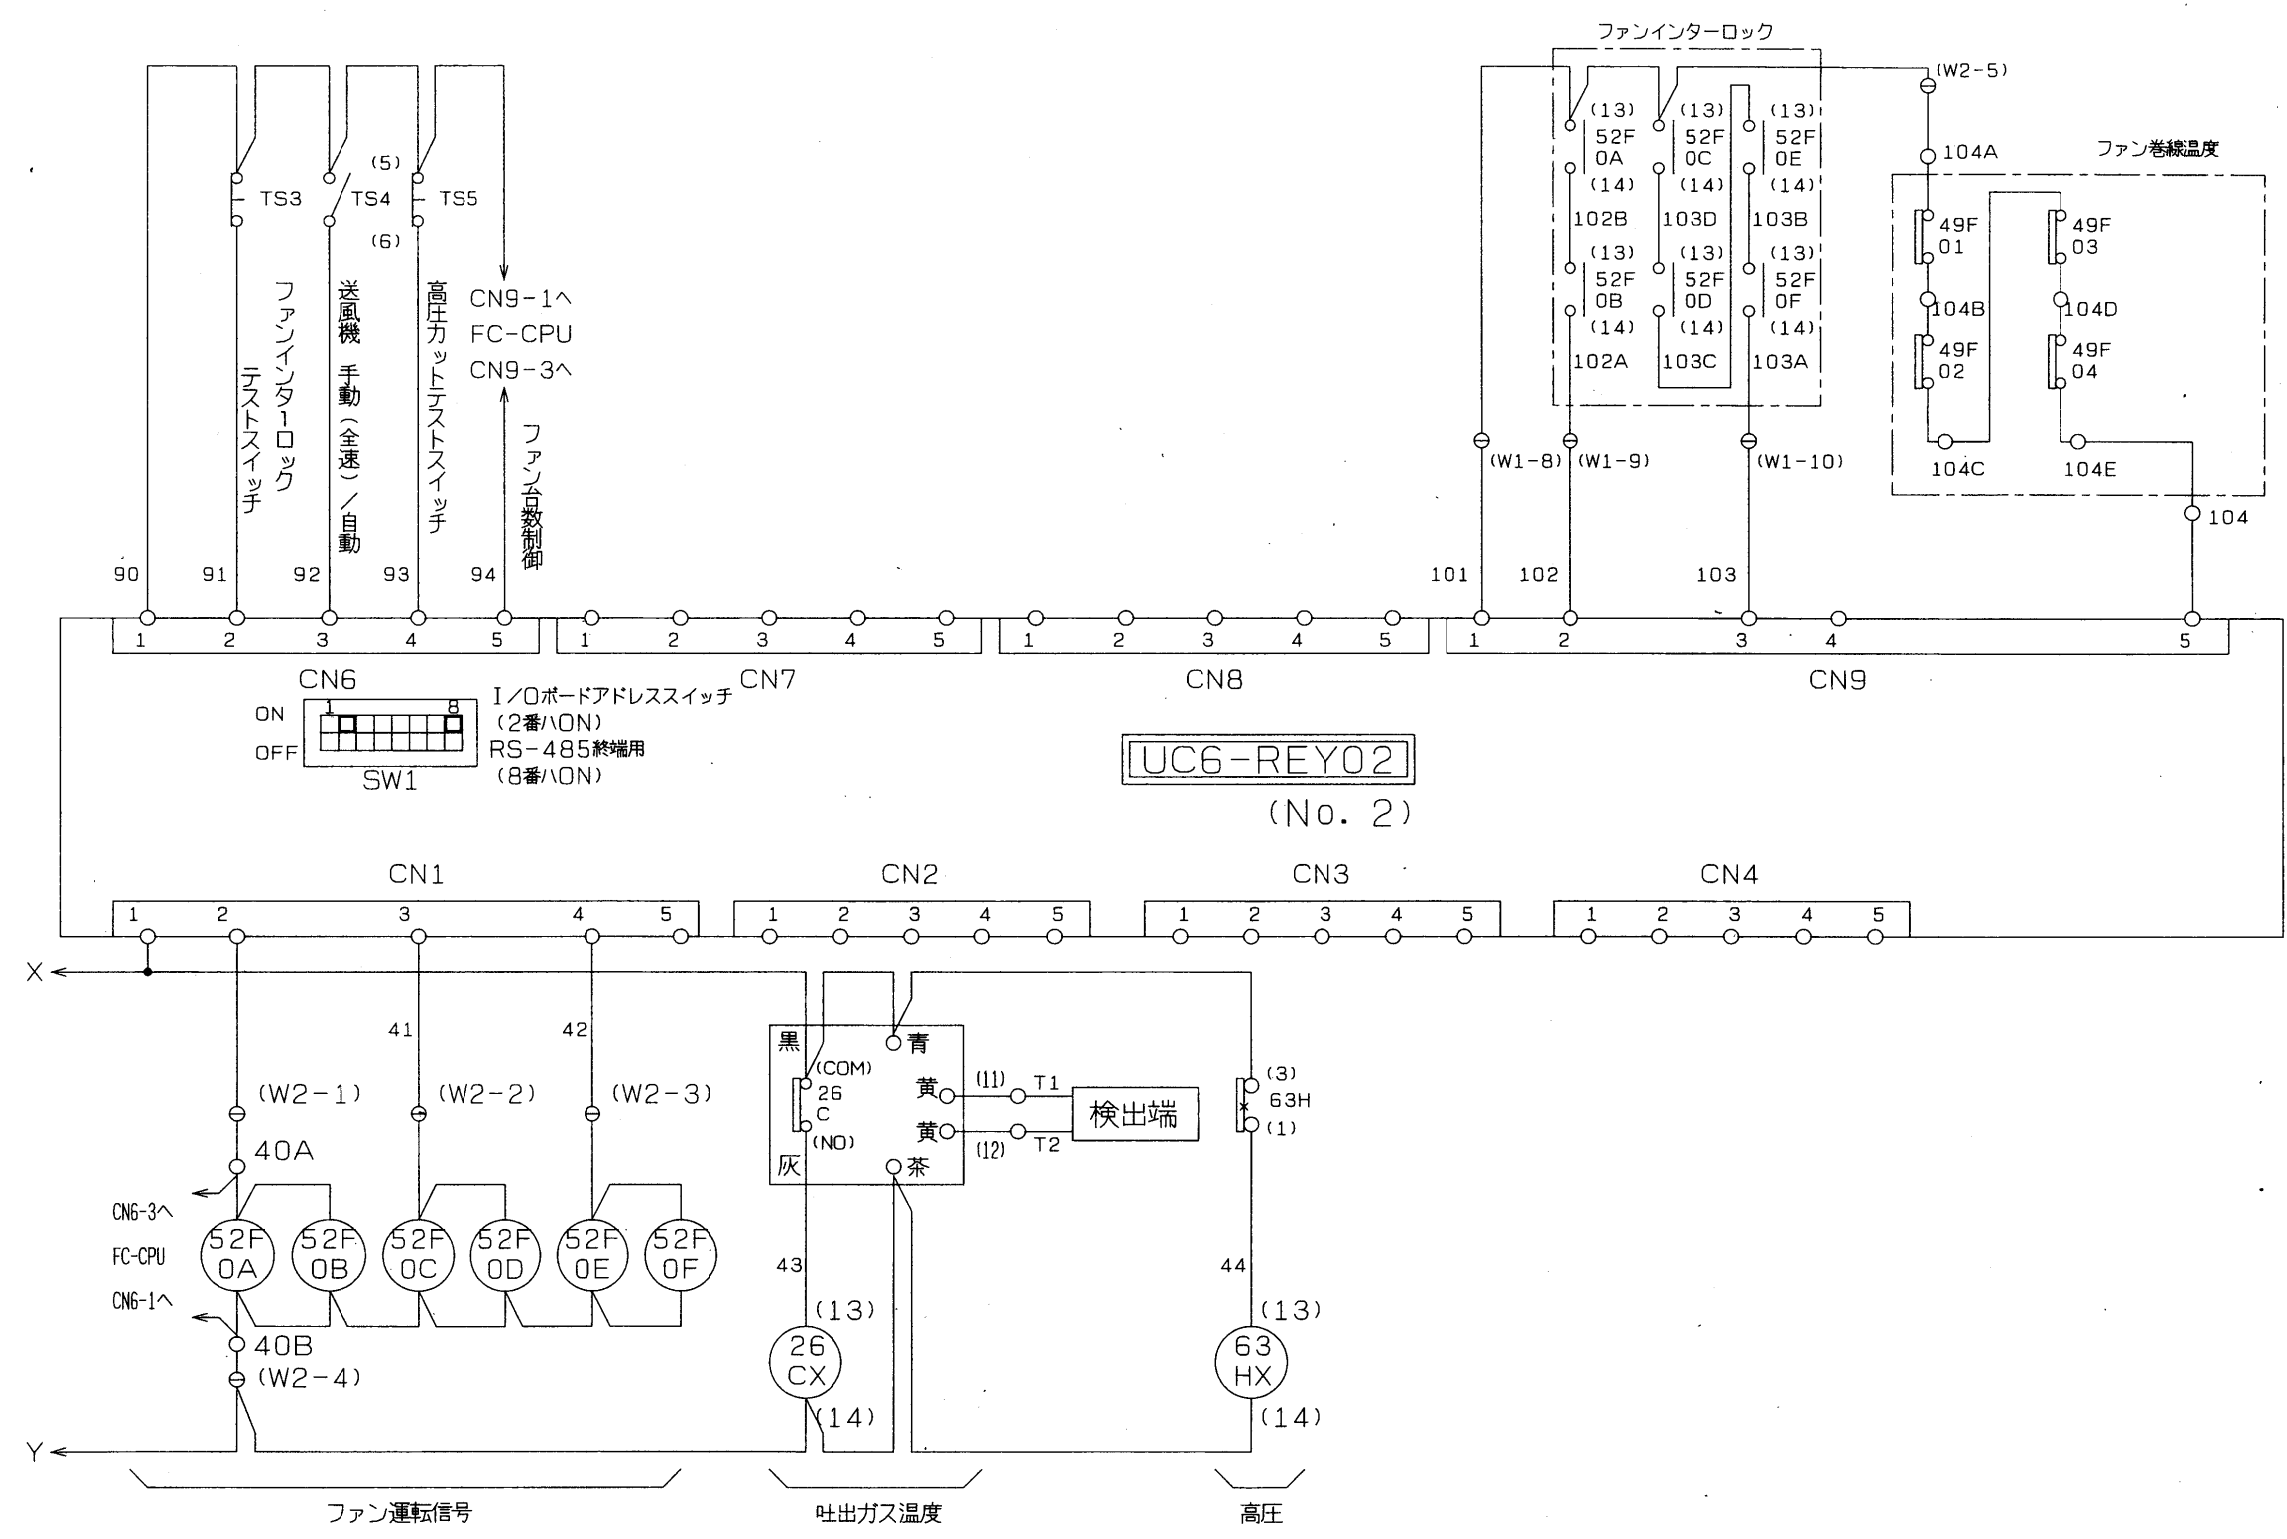 ファンインターロック
(W2-5)
(13) (13) (13)
52F 52F 52F
0A 0C 0E
(14) (14) (14)
102B 103D 103B
(13) (13) (13)
52F 52F 52F
0B 0D 0F
(14) (14) (14)
102A 103C 103A
(W1-8) (W1-9) (W1-10)
101 102 103
104A
ファン巻線温度
49F 49F
01 03
104B 104D
49F 49F
02 04
104C 104E
104
(5)
TS3 TS4 TS5
(6)
ファンインターロック
テストスイッチ
送風機 手動(全速)/自動
高圧カットテストスイッチ
CN9-1へ
FC-CPU
CN9-3へ
ファン台数制御
90 91 92 93 94
1 2 3 4 5
1 2 3 4 5
1 2 3 4 5
1 2 3 4 5
CN6 CN7 CN8 CN9
ON
OFF
1 8
SW1
I/Oボードアドレススイッチ
(2番ハON)
RS-485終端用
(8番ハON)
UC6-REY02
(No. 2)
CN1 CN2 CN3 CN4
1 2 3 4 5
1 2 3 4 5
1 2 3 4 5
1 2 3 4 5
X
41 42
(W2-1) (W2-2) (W2-3)
40A
CN6-3へ
FC-CPU
CN6-1へ
52F 52F 52F 52F 52F 52F
0A 0B 0C 0D 0E 0F
40B
(W2-4)
Y
黒 青
(COM)
26
C
(NO)
黄 (11) T1
黄 (12) T2
検出端
灰 茶
43
(13)
26
CX
(14)
(3)
63H
(1)
44
(13)
63
HX
(14)
ファン運転信号 吐出ガス温度 高圧